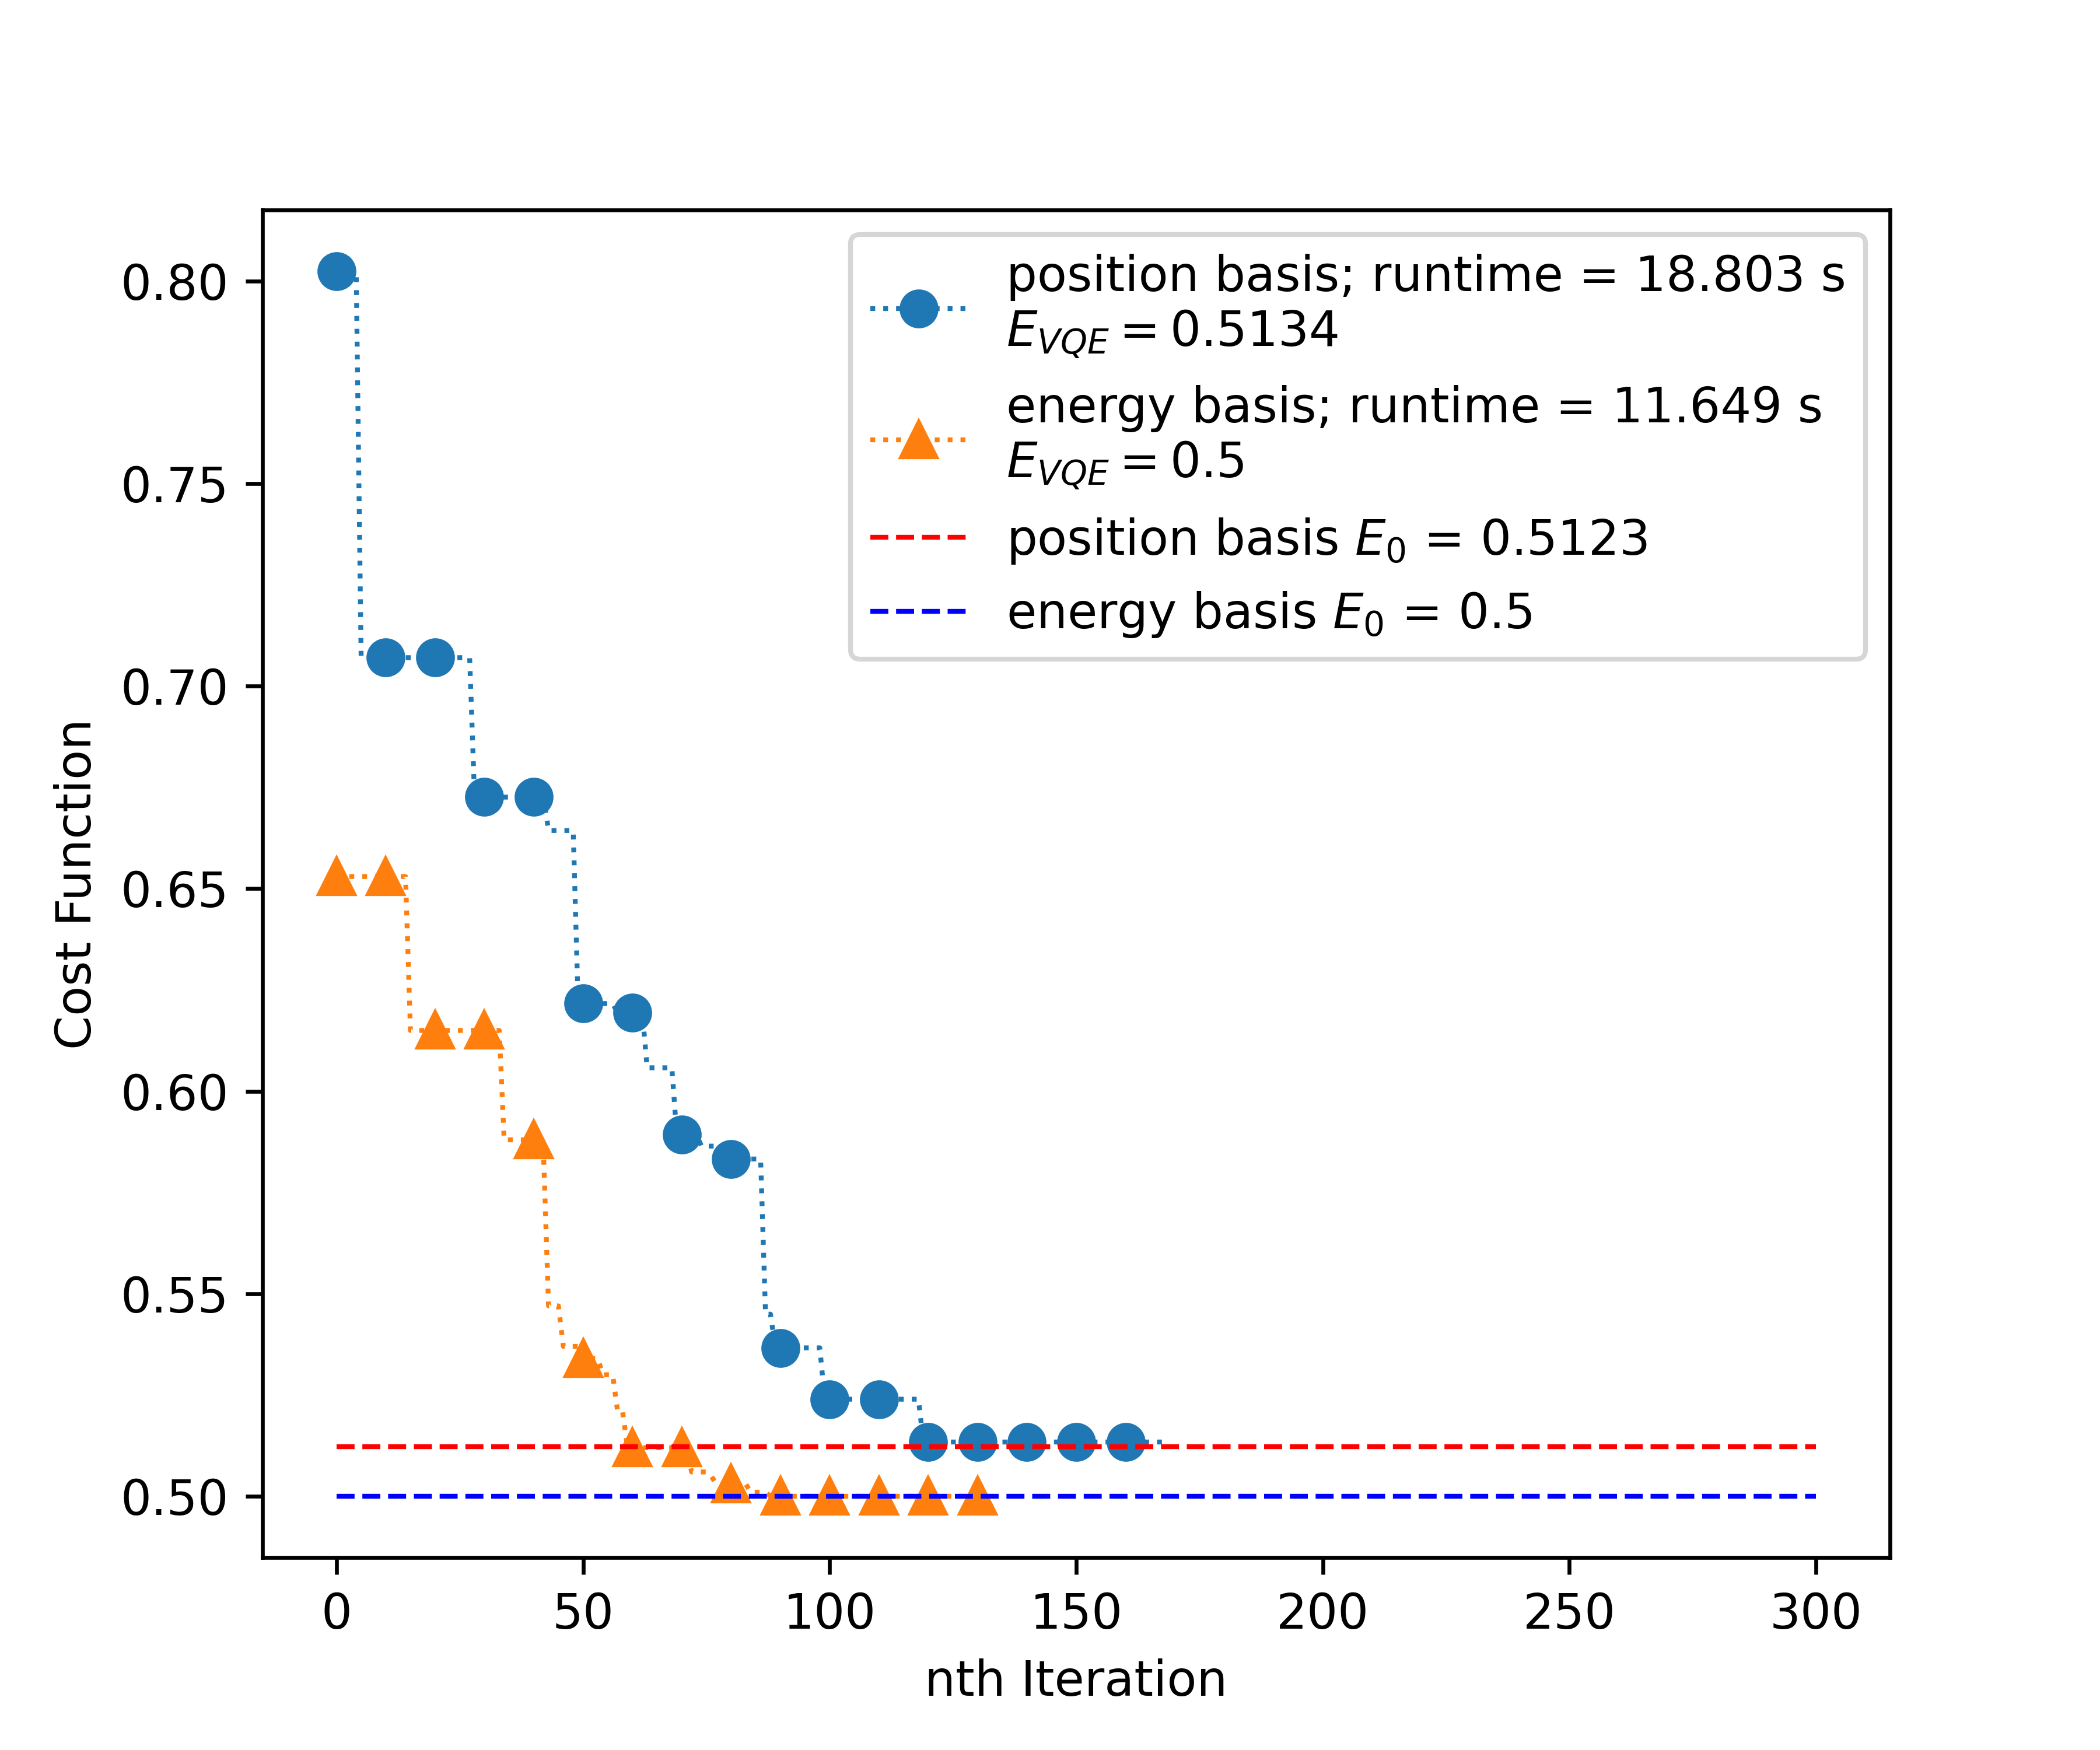 position basis; runtime = 18.803 s
E_VQE = 0.5134
energy basis; runtime = 11.649 s
E_VQE = 0.5
position basis E_0 = 0.5123
energy basis E_0 = 0.5
Cost Function
0.80
0.75
0.70
0.65
0.60
0.55
0.50
0 50 100 150 200 250 300
nth Iteration